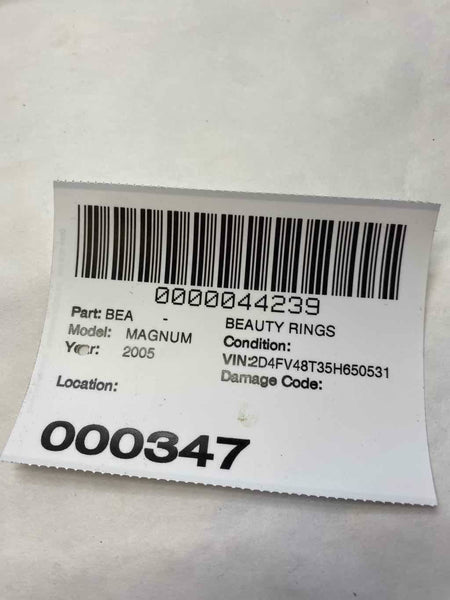 0000044239
Part: BEA - BEAUTY RINGS
Model: MAGNUM Condition:
Year: 2005 VIN:2D4FV48T35H650531
Damage Code:
Location:
000347